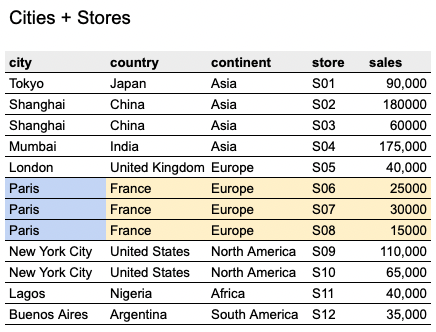 Cities + Stores
city country continent store sales
Tokyo Japan Asia S01 90,000
Shanghai China Asia S02 180000
Shanghai China Asia S03 60000
Mumbai India Asia S04 175,000
London United Kingdom Europe S05 40,000
Paris France Europe S06 25000
Paris France Europe S07 30000
Paris France Europe S08 15000
New York City United States North America S09 110,000
New York City United States North America S10 65,000
Lagos Nigeria Africa S11 40,000
Buenos Aires Argentina South America S12 35,000